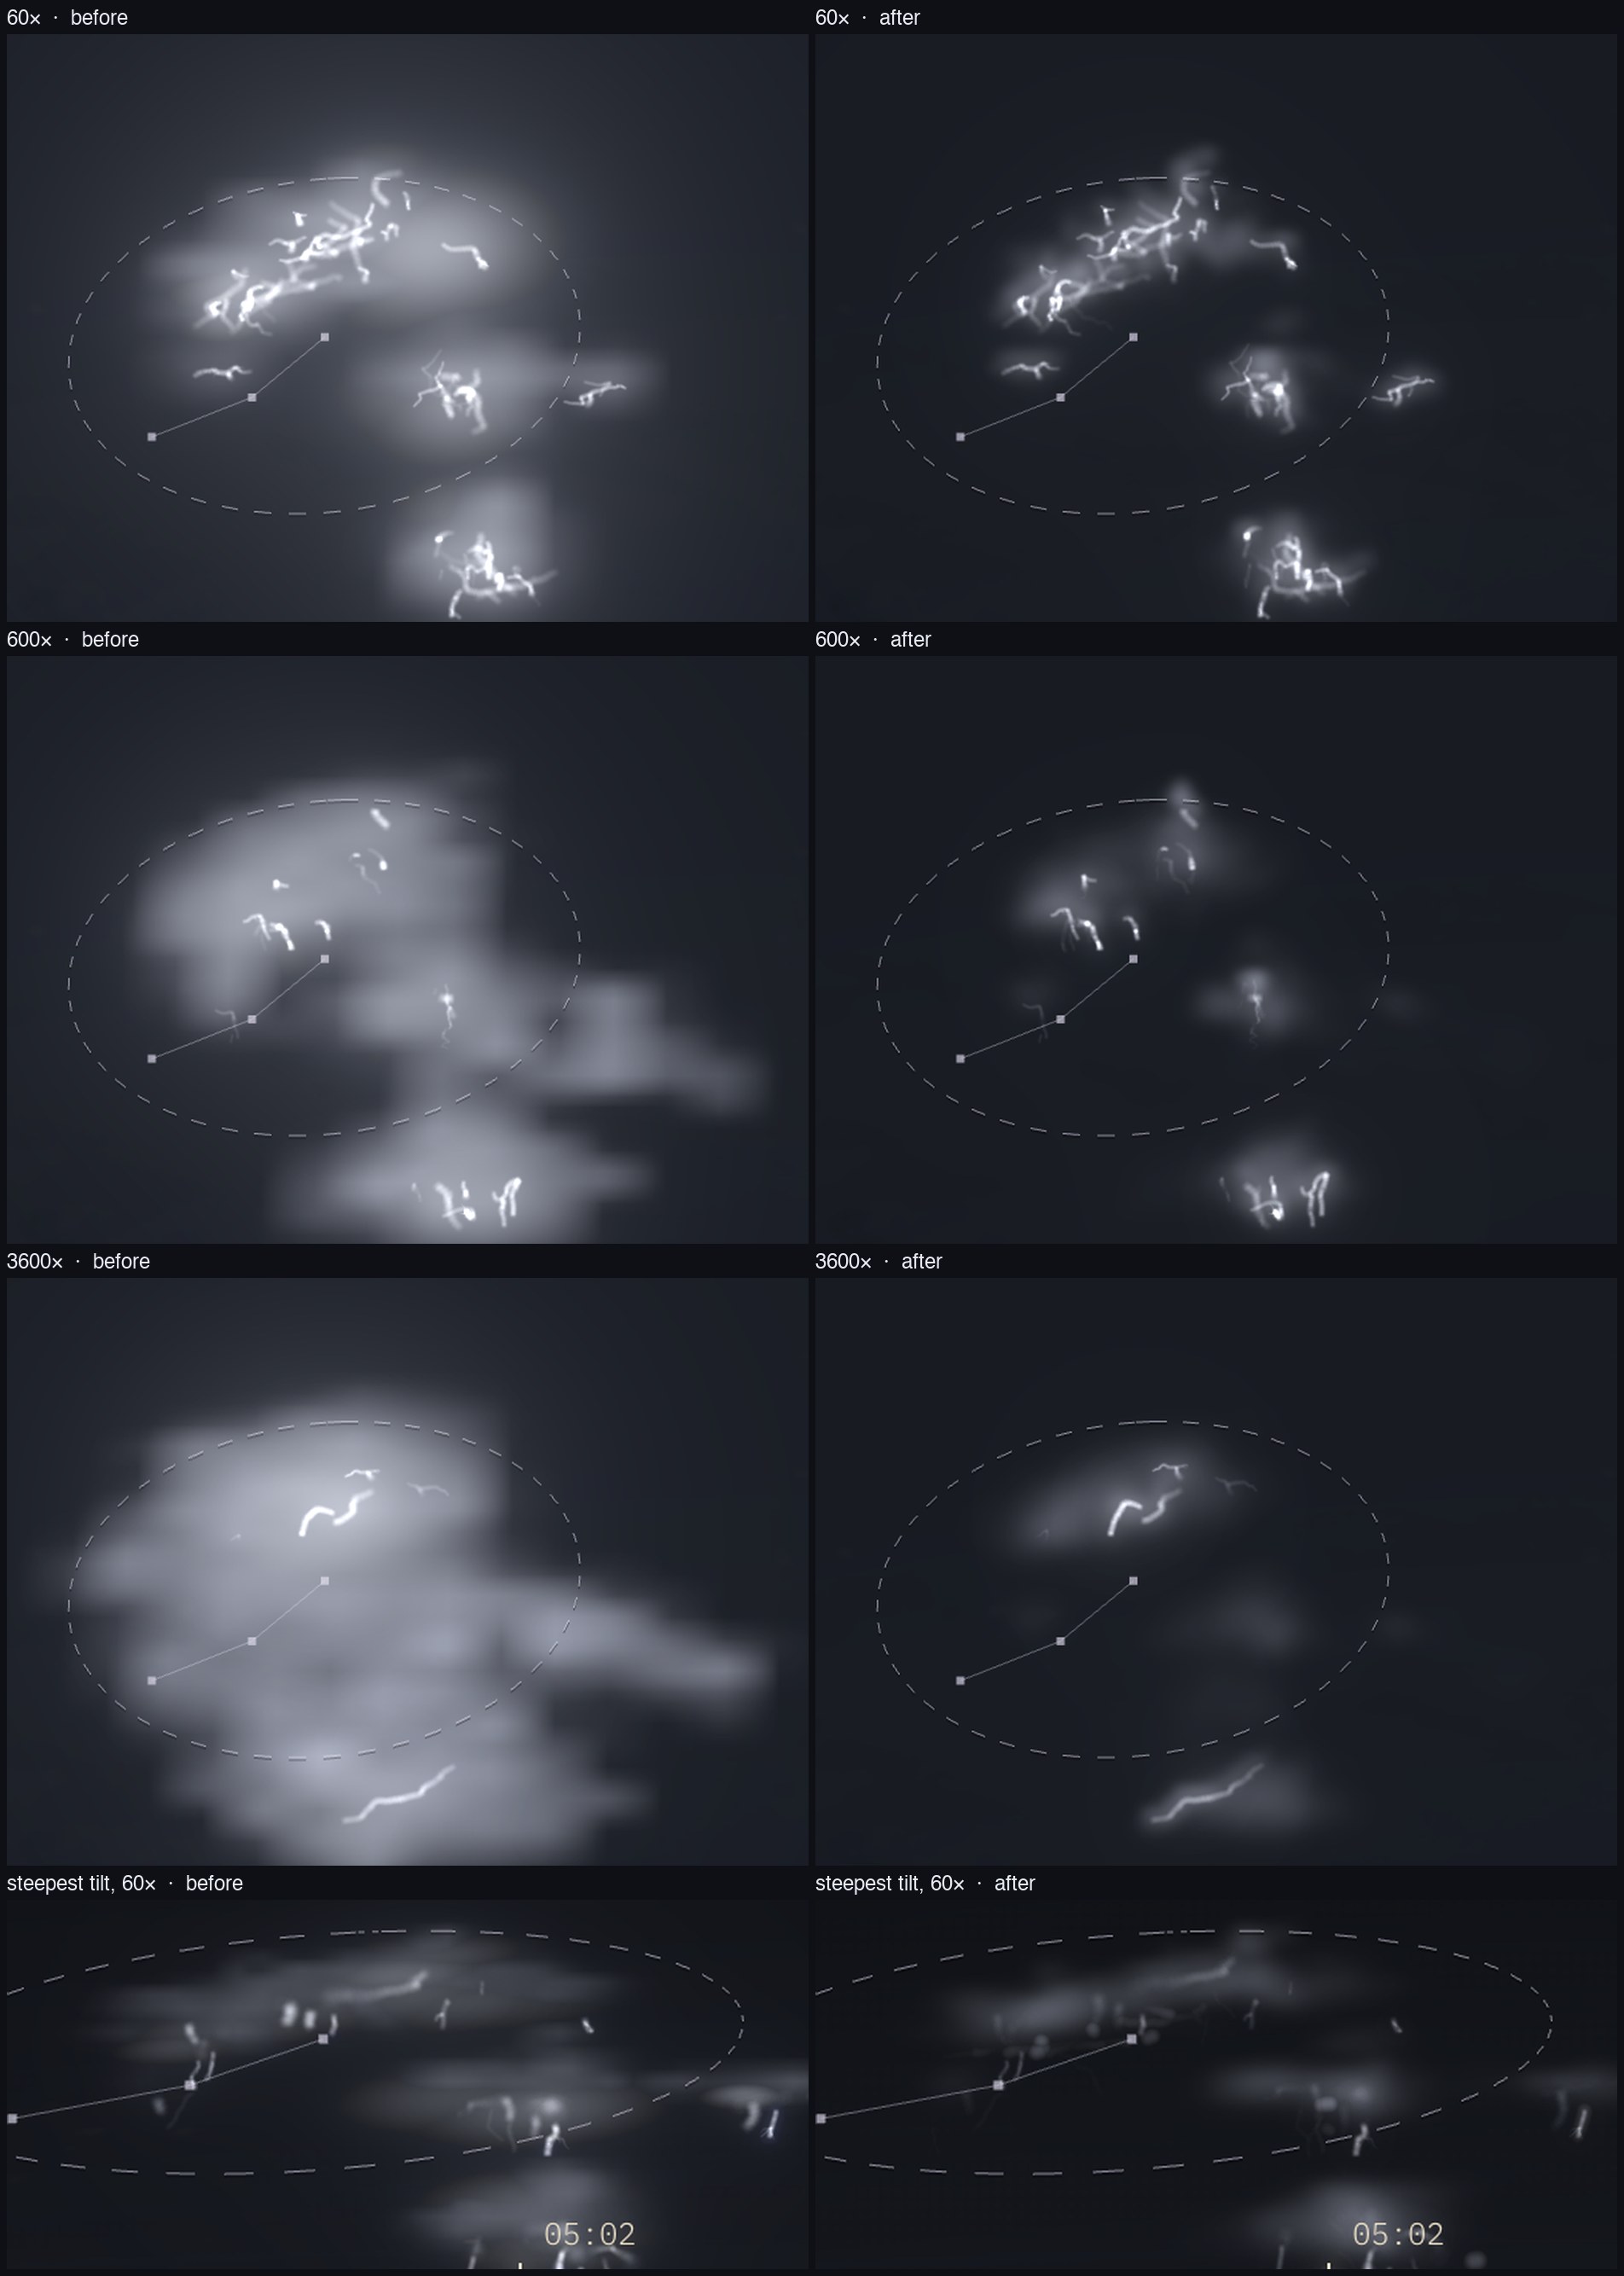 60× · before
60× · after
600× · before
600× · after
3600× · before
3600× · after
steepest tilt, 60× · before
steepest tilt, 60× · after
05:02
05:02